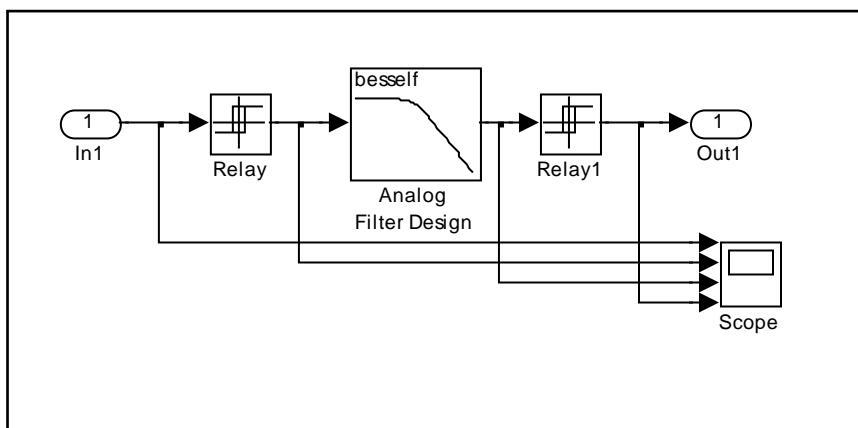 besself
1
In1
Relay
Analog
Filter Design
Relay1
1
Out1
Scope